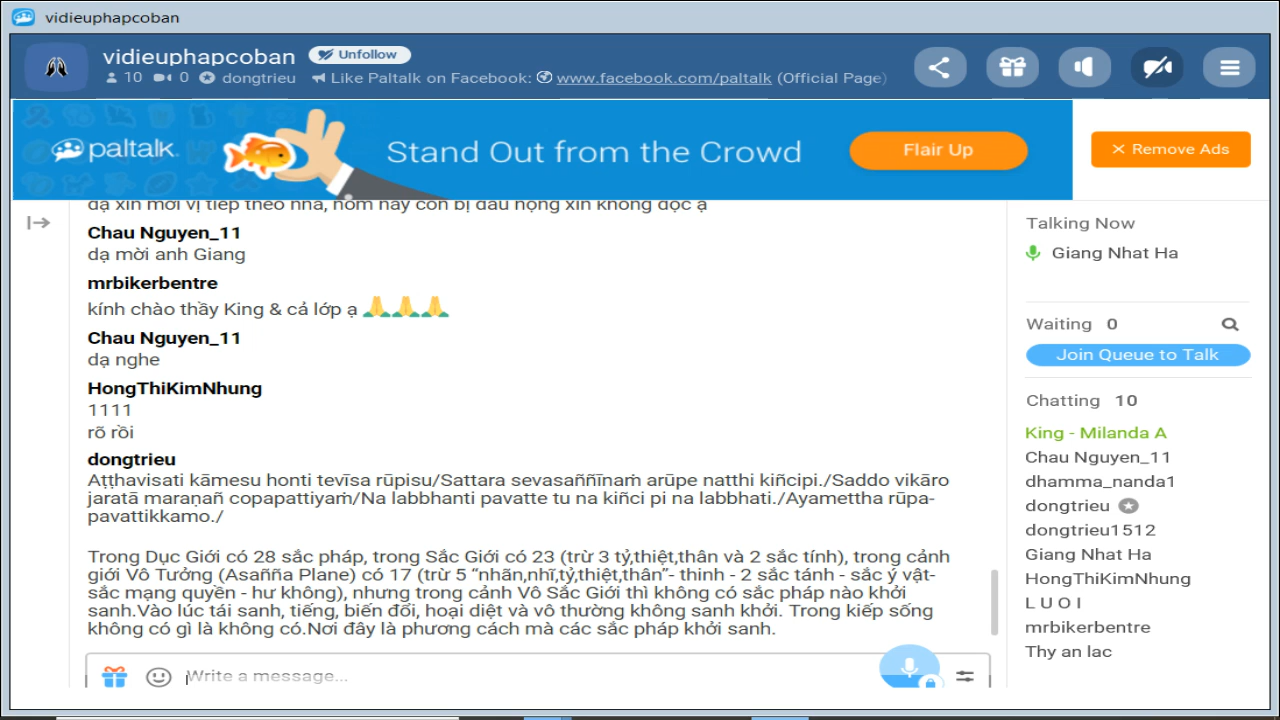 vidieuphapcoban
vidieuphapcoban Unfollow
10 0 dongtrieu Like Paltalk on Facebook: www.facebook.com/paltalk (Official Page)
paltalk Stand Out from the Crowd Flair Up
Remove Ads
dạ xin mời vị tiếp theo nha, hôm nay con bị đau họng xin không đọc ạ
Chau Nguyen_11
dạ mời anh Giang
mrbikerbentre
kính chào thầy King & cả lớp ạ 🙏🙏🙏
Chau Nguyen_11
dạ nghe
HongThiKimNhung
1111
rõ rồi
dongtrieu
Aṭṭhavisati kāmesu honti tevīsa rūpisu/Sattara sevasaññīnaṁ arūpe natthi kiñcipi./Saddo vikāro
jaratā maraṇañ copapattiyaṁ/Na labbhanti pavatte tu na kiñci pi na labbhati./Ayamettha rūpa-
pavattikkamo./
Trong Dục Giới có 28 sắc pháp, trong Sắc Giới có 23 (trừ 3 tỷ,thiệt,thân và 2 sắc tính), trong cảnh
giới Vô Tưởng (Asañña Plane) có 17 (trừ 5 “nhãn,nhĩ,tỷ,thiệt,thân”- thinh - 2 sắc tánh - sắc ý vật-
sắc mạng quyền - hư không), nhưng trong cảnh Vô Sắc Giới thì không có sắc pháp nào khởi
sanh.Vào lúc tái sanh, tiếng, biến đổi, hoại diệt và vô thường không sanh khởi. Trong kiếp sống
không có gì là không có.Nơi đây là phương cách mà các sắc pháp khởi sanh.
Write a message...
Talking Now
Giang Nhat Ha
Waiting 0
Join Queue to Talk
Chatting 10
King - Milanda A
Chau Nguyen_11
dhamma_nanda1
dongtrieu
dongtrieu1512
Giang Nhat Ha
HongThiKimNhung
L U O I
mrbikerbentre
Thy an lac